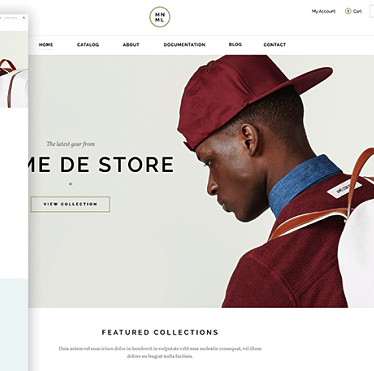 MN
ML
My Account
Cart
HOME CATALOG ABOUT DOCUMENTATION BLOG CONTACT
The latest year from
ME DE STORE
VIEW COLLECTION
FEATURED COLLECTIONS
Duis autem vel eum iriure dolor in hendrerit in vulputate velit esse molestie consequat, vel illum
dolore eu feugiat nulla facilisis.